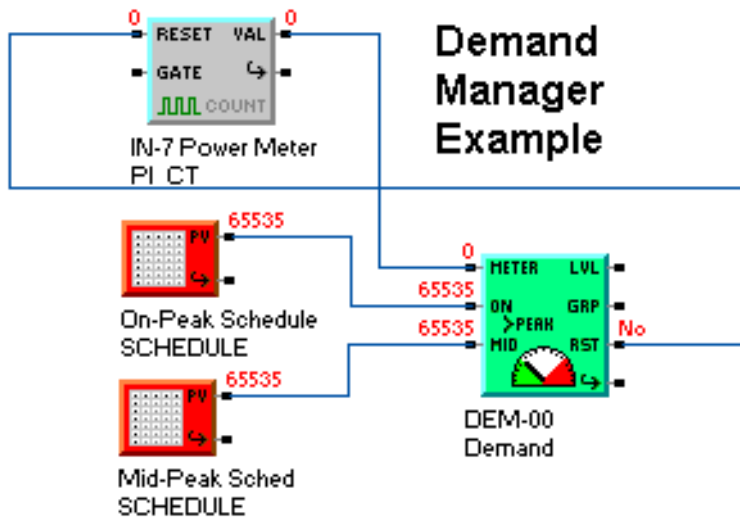 0
0
RESET VAL
GATE
COUNT
IN-7 Power Meter
PI_CT
Demand
Manager
Example
65535
PV
On-Peak Schedule
SCHEDULE
65535
PV
Mid-Peak Sched
SCHEDULE
0
METER LVL
65535
ON GRP
>PEAK
65535
MID RST
No
DEM-00
Demand